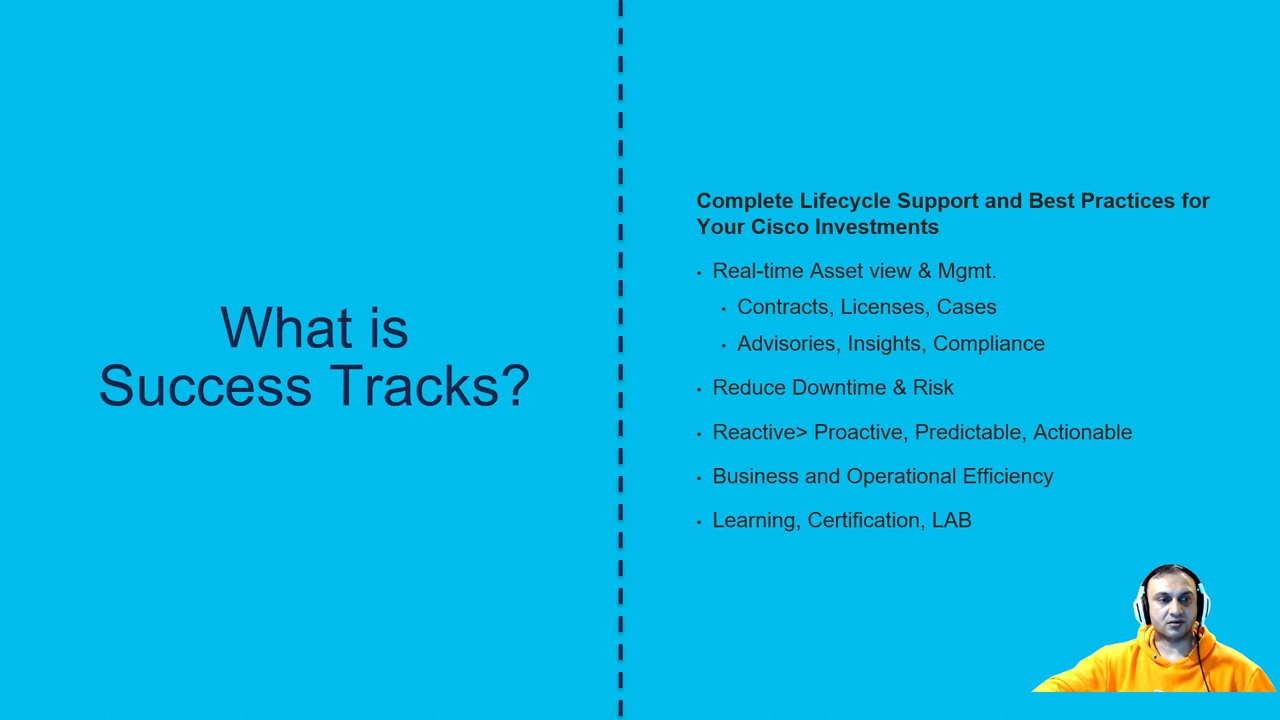 What is
Success Tracks?
Complete Lifecycle Support and Best Practices for
Your Cisco Investments
• Real-time Asset view & Mgmt.
• Contracts, Licenses, Cases
• Advisories, Insights, Compliance
• Reduce Downtime & Risk
• Reactive> Proactive, Predictable, Actionable
• Business and Operational Efficiency
• Learning, Certification, LAB